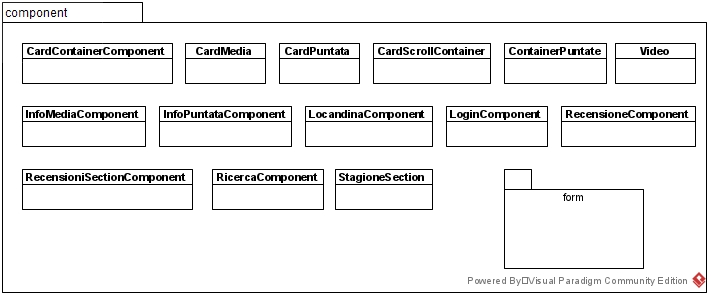 component
CardContainerComponent CardMedia CardPuntata CardScrollContainer ContainerPuntate Video
InfoMediaComponent InfoPuntataComponent LocandinaComponent LoginComponent RecensioneComponent
RecensioniSectionComponent RicercaComponent StagioneSection
form
Powered By□Visual Paradigm Community Edition